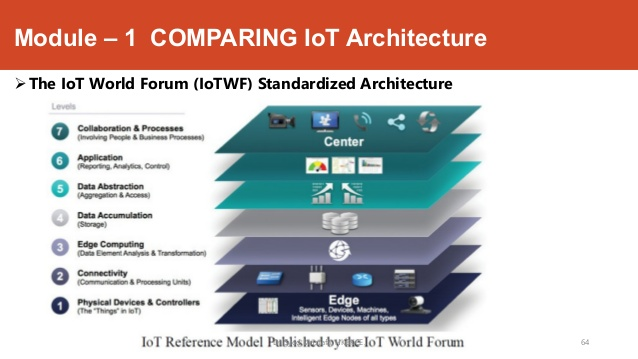 Module – 1 COMPARING IoT Architecture
➢The IoT World Forum (IoTWF) Standardized Architecture
Levels
7 Collaboration & Processes
(Involving People & Business Processes)
6 Application
(Reporting, Analytics, Control)
5 Data Abstraction
(Aggregation & Access)
4 Data Accumulation
(Storage)
3 Edge Computing
(Data Element Analysis & Transformation)
2 Connectivity
(Communication & Processing Units)
1 Physical Devices & Controllers
(The "Things" in IoT)
Center
Edge
Sensors, Devices, Machines,
Intelligent Edge Nodes of all types
IoT Reference Model Published by the IoT World Forum
64